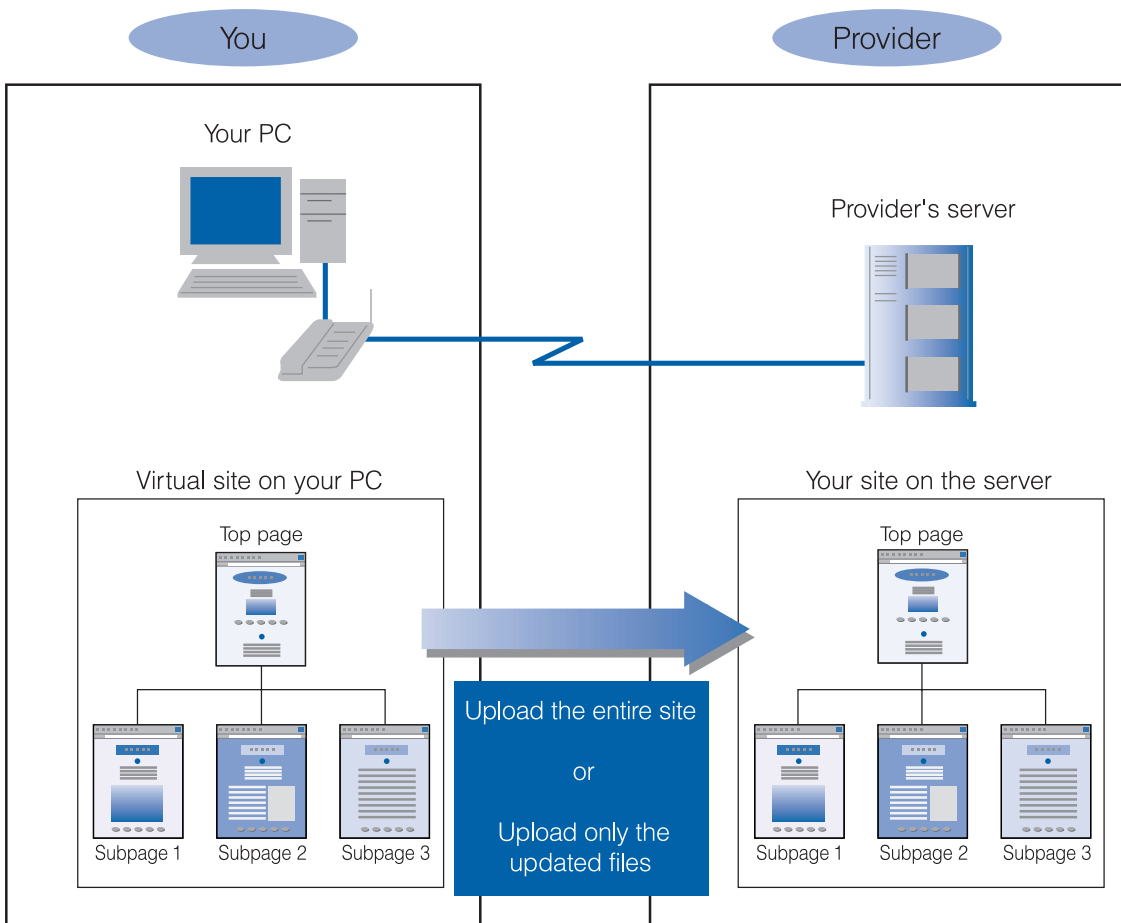 You
Provider
Your PC
Provider's server
Virtual site on your PC
Your site on the server
Top page
Top page
Upload the entire site
or
Upload only the
updated files
Subpage 1
Subpage 2
Subpage 3
Subpage 1
Subpage 2
Subpage 3